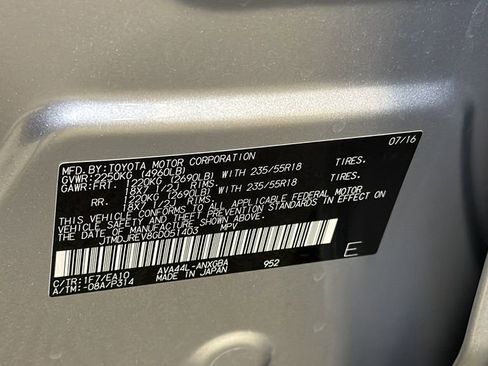 MFD. BY: TOYOTA MOTOR CORPORATION 07/16
GVWR: 2250KG (4960LB)
GAWR: FRT. 1220KG (2690LB) WITH 235/55R18 TIRES.
18X7 1/2J RIMS
RR. 1220KG (2690LB) WITH 235/55R18 TIRES.
18X7 1/2J RIMS
THIS VEHICLE CONFORMS TO ALL APPLICABLE FEDERAL MOTOR
VEHICLE SAFETY AND THEFT PREVENTION STANDARDS IN EFFECT ON
THE DATE OF MANUFACTURE SHOWN ABOVE.
JTMDJREV8GD051403 MPV
E
C/TR: 1F7/EA10 AVA44L-ANXGBA 952
A/TM: -08A/P314 MADE IN JAPAN